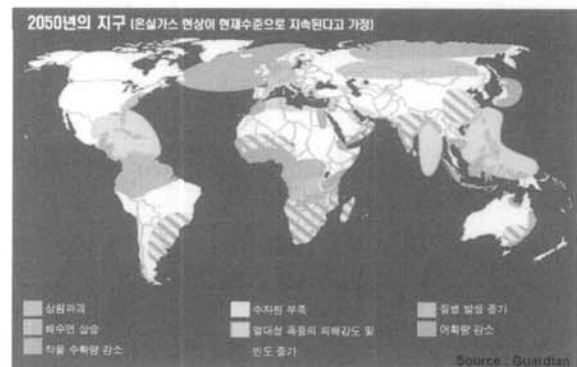 2050년의 지구 (온실가스 현상이 현재수준으로 지속된다고 가정)
삼림파괴
해수면 상승
작물 수확량 감소
수자원 부족
열대성 폭풍의 피해강도 및
빈도 증가
질병 발생 증가
어획량 감소
Source : Guardian